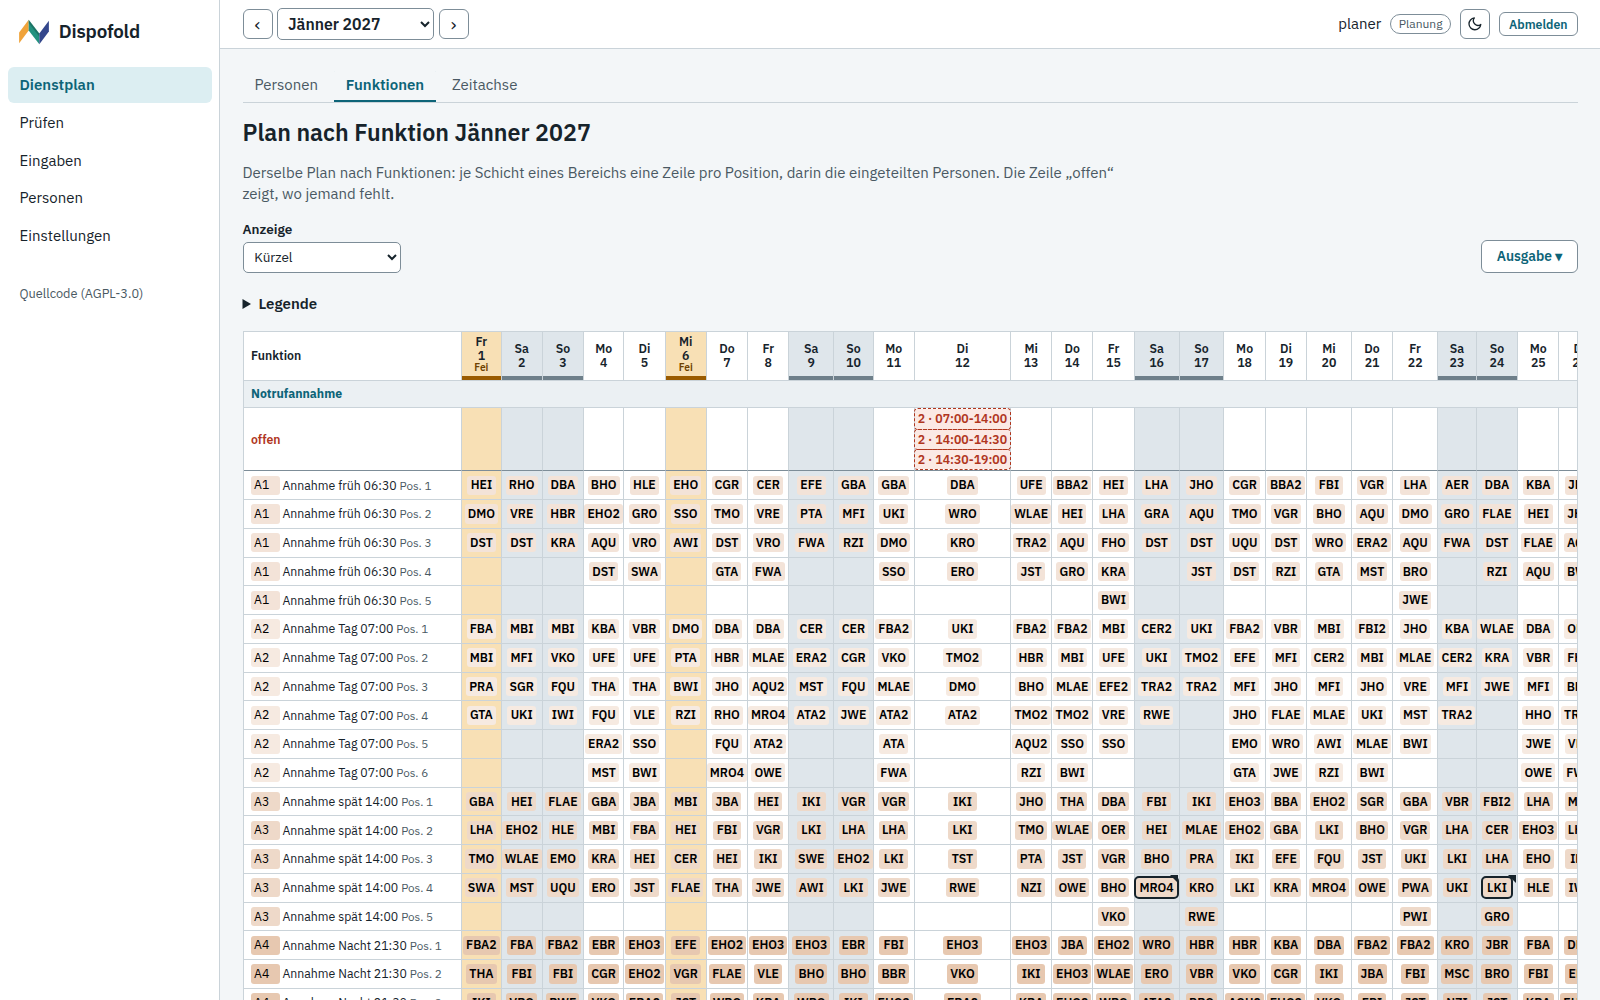 Dispofold
Dienstplan
Prüfen
Eingaben
Personen
Einstellungen
Quellcode (AGPL-3.0)
‹ Jänner 2027 ›
planer Planung Abmelden
Personen Funktionen Zeitachse
Plan nach Funktion Jänner 2027
Derselbe Plan nach Funktionen: je Schicht eines Bereichs eine Zeile pro Position, darin die eingeteilten Personen. Die Zeile „offen“
zeigt, wo jemand fehlt.
Anzeige
Kürzel
Ausgabe ▾
▶ Legende
Funktion Fr 1 Fei Sa 2 So 3 Mo 4 Di 5 Mi 6 Fei Do 7 Fr 8 Sa 9 So 10 Mo 11 Di 12 Mi 13 Do 14 Fr 15 Sa 16 So 17 Mo 18 Di 19 Mi 20 Do 21 Fr 22 Sa 23 So 24 Mo 25
Notrufannahme
offen
2 · 07:00-14:00
2 · 14:00-14:30
2 · 14:30-19:00
A1 Annahme früh 06:30 Pos. 1 HEI RHO DBA BHO HLE EHO CGR CER EFE GBA GBA DBA UFE BBA2 HEI LHA JHO CGR BBA2 FBI VGR LHA AER DBA KBA
A1 Annahme früh 06:30 Pos. 2 DMO VRE HBR EHO2 GRO SSO TMO VRE PTA MFI UKI WRO WLAE HEI LHA GRA AQU TMO VGR BHO AQU DMO GRO FLAE HEI
A1 Annahme früh 06:30 Pos. 3 DST DST KRA AQU VRO AWI DST VRO FWA RZI DMO KRO TRA2 AQU FHO DST DST UQU DST WRO ERA2 AQU FWA DST FLAE
A1 Annahme früh 06:30 Pos. 4 DST SWA GTA FWA SSO ERO JST GRO KRA JST DST RZI GTA MST BRO RZI AQU
A1 Annahme früh 06:30 Pos. 5 BWI JWE
A2 Annahme Tag 07:00 Pos. 1 FBA MBI MBI KBA VBR DMO DBA DBA CER CER FBA2 UKI FBA2 FBA2 MBI CER2 UKI FBA2 VBR MBI FBI2 JHO KBA WLAE DBA
A2 Annahme Tag 07:00 Pos. 2 MBI MFI VKO UFE UFE PTA HBR MLAE ERA2 CGR VKO TMO2 HBR MBI UFE UKI TMO2 EFE MFI CER2 MBI MLAE CER2 KRA VBR
A2 Annahme Tag 07:00 Pos. 3 PRA SGR FQU THA THA BWI JHO AQU2 MST FQU MLAE DMO BHO MLAE EFE2 TRA2 TRA2 MFI JHO MFI JHO VRE MFI JWE MFI
A2 Annahme Tag 07:00 Pos. 4 GTA UKI IWI FQU VLE RZI RHO MRO4 ATA2 JWE ATA2 ATA2 TMO2 TMO2 VRE RWE JHO FLAE MLAE UKI MST TRA2 HHO
A2 Annahme Tag 07:00 Pos. 5 ERA2 SSO FQU ATA2 ATA AQU2 SSO SSO EMO WRO AWI MLAE BWI JWE
A2 Annahme Tag 07:00 Pos. 6 MST BWI MRO4 OWE FWA RZI BWI GTA JWE RZI BWI OWE
A3 Annahme spät 14:00 Pos. 1 GBA HEI FLAE GBA JBA MBI JBA HEI IKI VGR VGR IKI JHO THA DBA FBI IKI EHO3 BBA EHO2 SGR GBA VBR FBI2 LHA
A3 Annahme spät 14:00 Pos. 2 LHA EHO2 HLE MBI FBA HEI FBI VGR LKI LHA LHA LKI TMO WLAE OER HEI MLAE EHO2 GBA LKI BHO VGR LHA CER EHO3
A3 Annahme spät 14:00 Pos. 3 TMO WLAE EMO KRA HEI CER HEI IKI SWE EHO2 LKI TST PTA JST VGR BHO PRA IKI EFE FQU JST UKI LKI LHA EHO
A3 Annahme spät 14:00 Pos. 4 SWA MST UQU ERO JST FLAE THA JWE AWI LKI JWE RWE NZI OWE BHO MRO4 KRO LKI KRA MRO4 OWE PWA UKI LKI HLE
A3 Annahme spät 14:00 Pos. 5 VKO RWE PWI GRO
A4 Annahme Nacht 21:30 Pos. 1 FBA2 FBA FBA2 EBR EHO3 EFE EHO2 EHO3 EHO3 EBR FBI EHO3 EHO3 JBA EHO2 WRO HBR HBR KBA DBA FBA2 FBA2 KRO JBR FBA
A4 Annahme Nacht 21:30 Pos. 2 THA FBI FBI CGR EHO2 VGR FLAE VLE BHO BHO BBR VKO IKI EHO3 WLAE ERO VBR VKO CGR IKI JBA FBI MSC BRO FBI